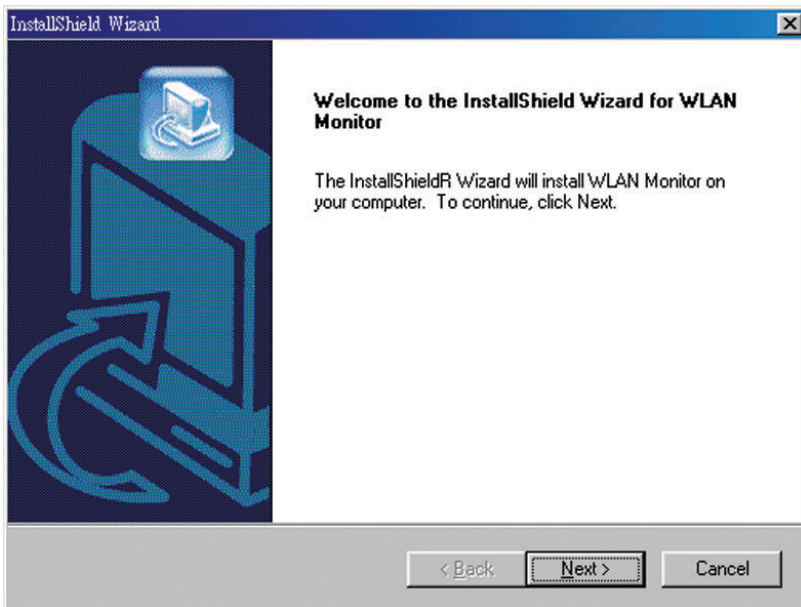 InstallShield Wizard
Welcome to the InstallShield Wizard for WLAN
Monitor
The InstallShieldR Wizard will install WLAN Monitor on
your computer. To continue, click Next.
< Back
Next >
Cancel